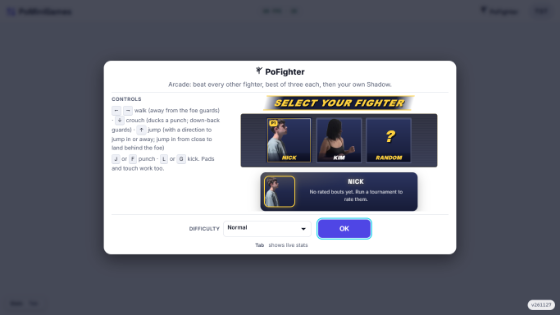 PoFighter
Arcade: beat every other fighter, best of three each, then your own Shadow.
CONTROLS
← → walk (away from the foe guards)
· ↓ crouch (ducks a punch; down-back
guards) · ↑ jump (with a direction to
jump in or away; jump in from close to
land behind the foe)
J or F punch · L or G kick. Pads
and touch work too.
SELECT YOUR FIGHTER
P1
NICK
KIM
?
RANDOM
NICK
No rated bouts yet. Run a tournament to
rate them.
DIFFICULTY
Normal
OK
Tab shows live stats
v201127